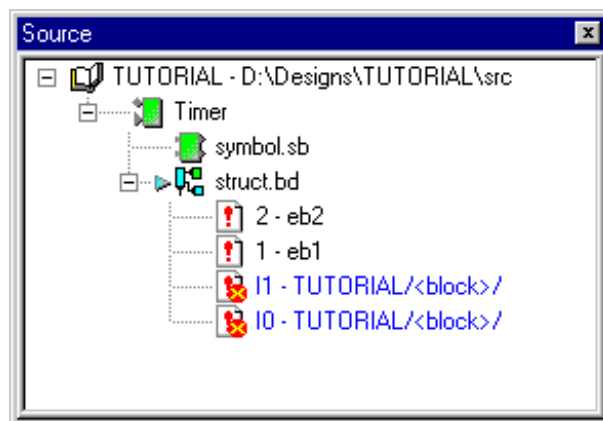 Source
TUTORIAL - D:\Designs\TUTORIAL\src
Timer
symbol.sb
struct.bd
2 - eb2
1 - eb1
I1 - TUTORIAL/<block>/
I0 - TUTORIAL/<block>/